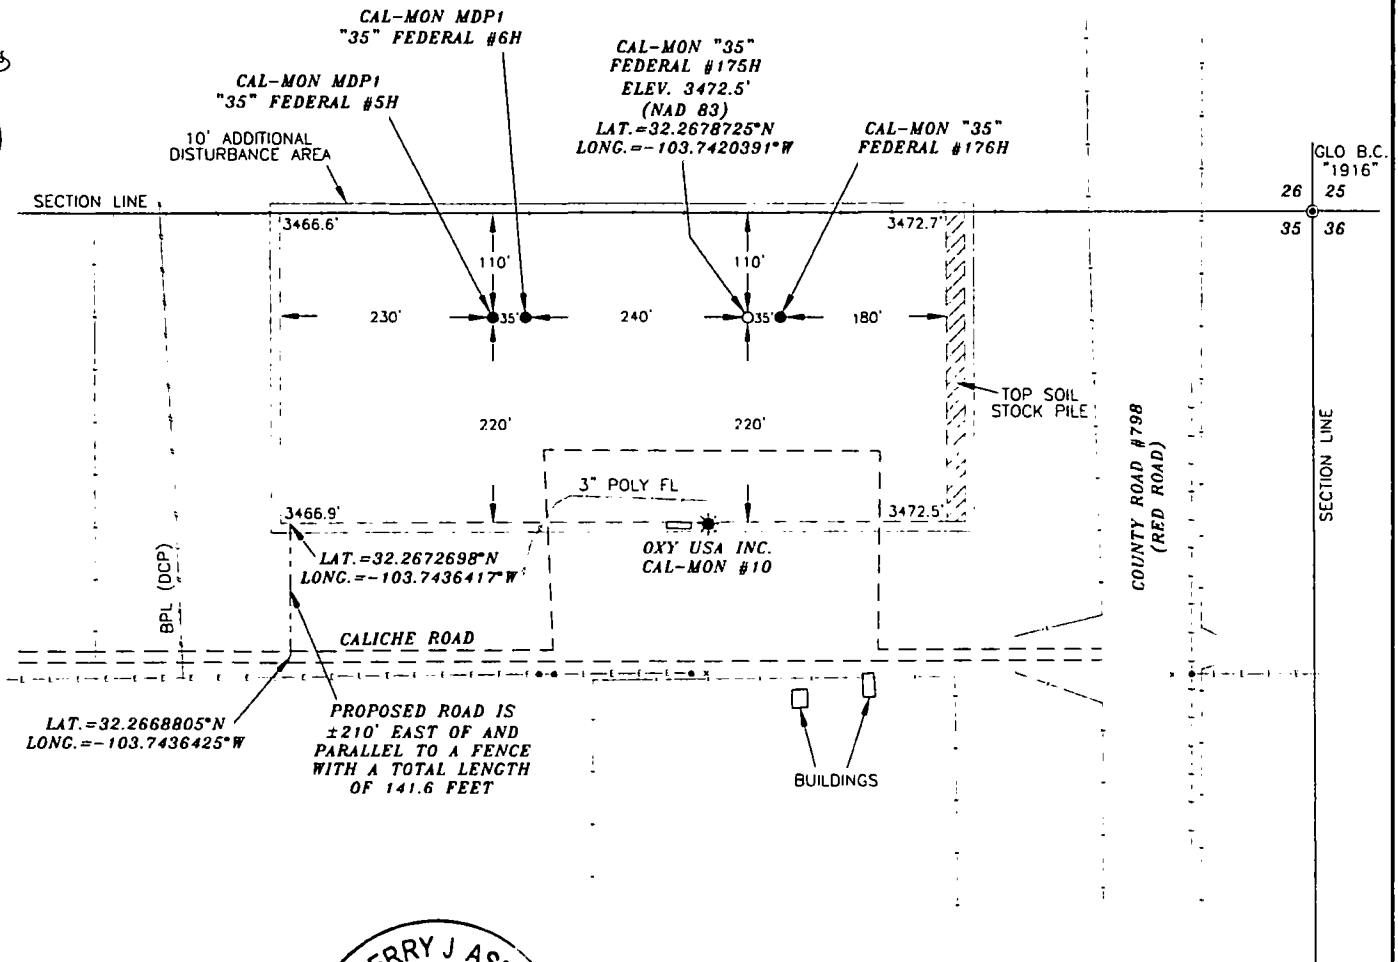 CAL-MON MDP1
"35" FEDERAL #6H
CAL-MON MDP1
"35" FEDERAL #5H
CAL-MON "35"
FEDERAL #175H
ELEV. 3472.5'
(NAD 83)
LAT.=32.2678725°N
LONG.=-103.7420391°W
CAL-MON "35"
FEDERAL #176H
10' ADDITIONAL
DISTURBANCE AREA
GLO B.C.
"1916"
SECTION LINE
26 25
35 36
3466.6'
3472.7'
110'
110'
230'
35'
240'
35'
180'
TOP SOIL
STOCK PILE
220'
220'
COUNTY ROAD #798
(RED ROAD)
SECTION LINE
3" POLY FL
3466.9'
3472.5'
LAT.=32.2672698°N
LONG.=-103.7436417°W
OXY USA INC.
CAL-MON #10
BPL (DCP)
CALICHE ROAD
LAT.=32.2668805°N
LONG.=-103.7436425°W
PROPOSED ROAD IS
±210' EAST OF AND
PARALLEL TO A FENCE
WITH A TOTAL LENGTH
OF 141.6 FEET
BUILDINGS